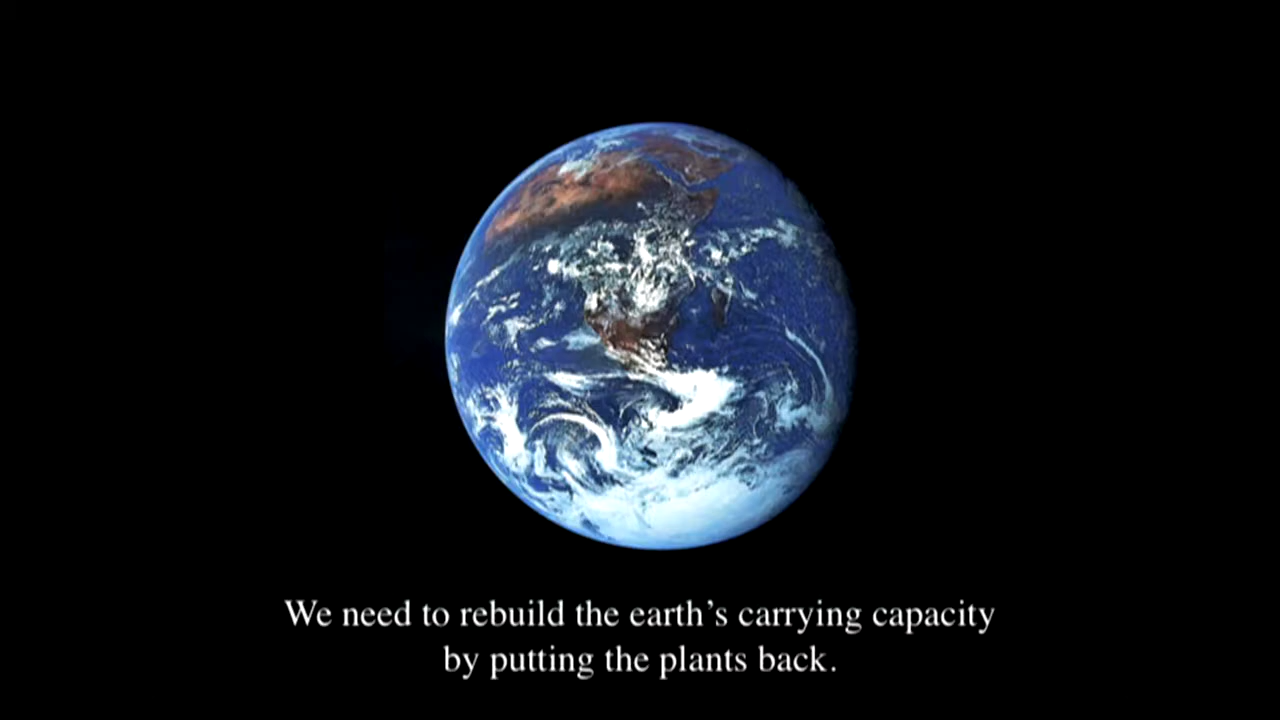 We need to rebuild the earth’s carrying capacity
by putting the plants back.